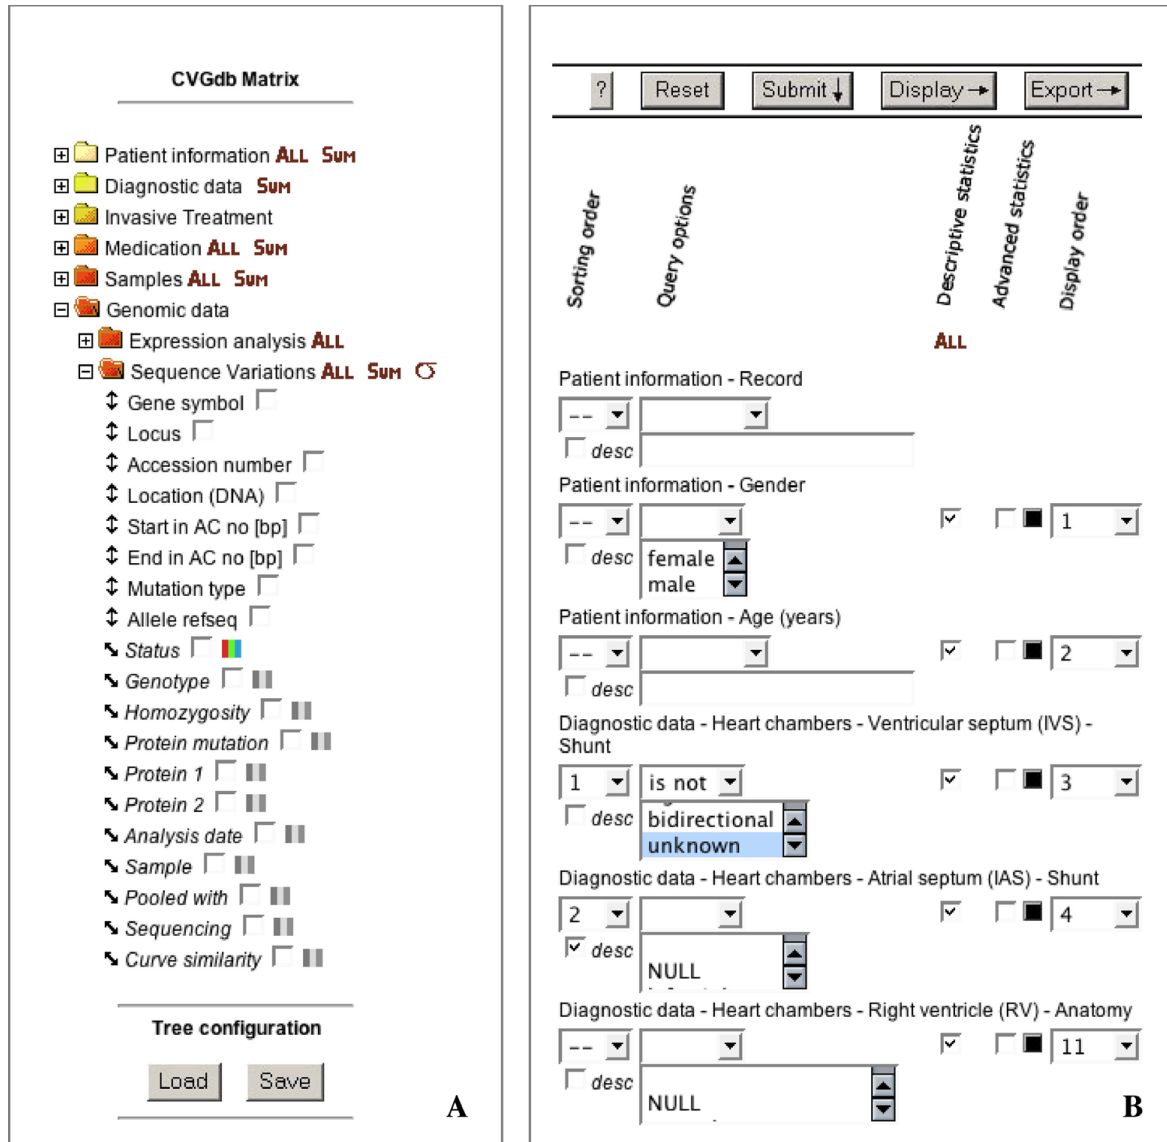 CVGdb Matrix
Patient information ALL SUM
Diagnostic data SUM
Invasive Treatment
Medication ALL SUM
Samples ALL SUM
Genomic data
Expression analysis ALL
Sequence Variations ALL SUM
Gene symbol
Locus
Accession number
Location (DNA)
Start in AC no [bp]
End in AC no [bp]
Mutation type
Allele refseq
Status
Genotype
Homozygosity
Protein mutation
Protein 1
Protein 2
Analysis date
Sample
Pooled with
Sequencing
Curve similarity
Tree configuration
Load Save
A
? Reset Submit Display Export
Sorting order
Query options
Descriptive statistics
Advanced statistics
Display order
ALL
Patient information - Record
--
desc
Patient information - Gender
-- 1
desc female
male
Patient information - Age (years)
-- 2
desc
Diagnostic data - Heart chambers - Ventricular septum (IVS) -
Shunt
1 is not 3
desc bidirectional
unknown
Diagnostic data - Heart chambers - Atrial septum (IAS) - Shunt
2 4
desc
NULL
Diagnostic data - Heart chambers - Right ventricle (RV) - Anatomy
-- 11
desc
NULL
B